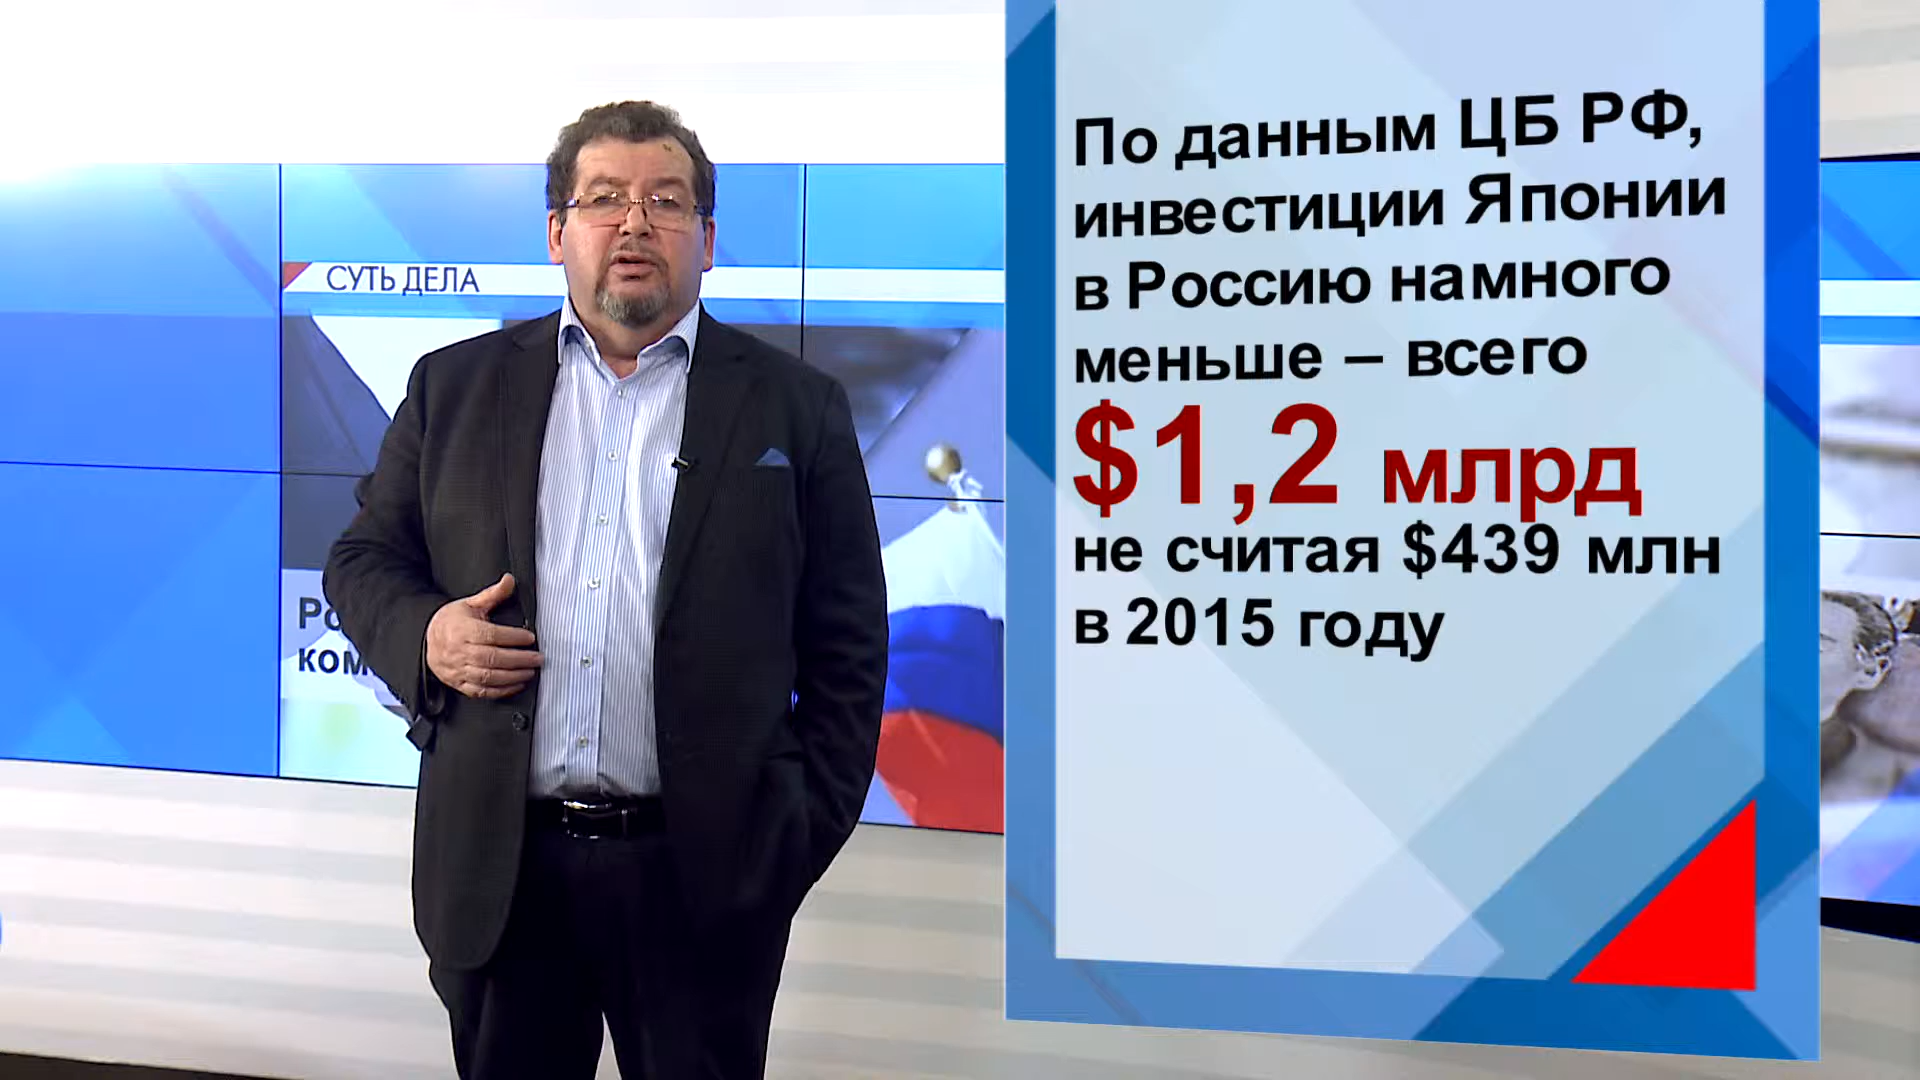 СУТЬ ДЕЛА
По данным ЦБ РФ,
инвестиции Японии
в Россию намного
меньше – всего
$1,2 млрд
не считая $439 млн
в 2015 году